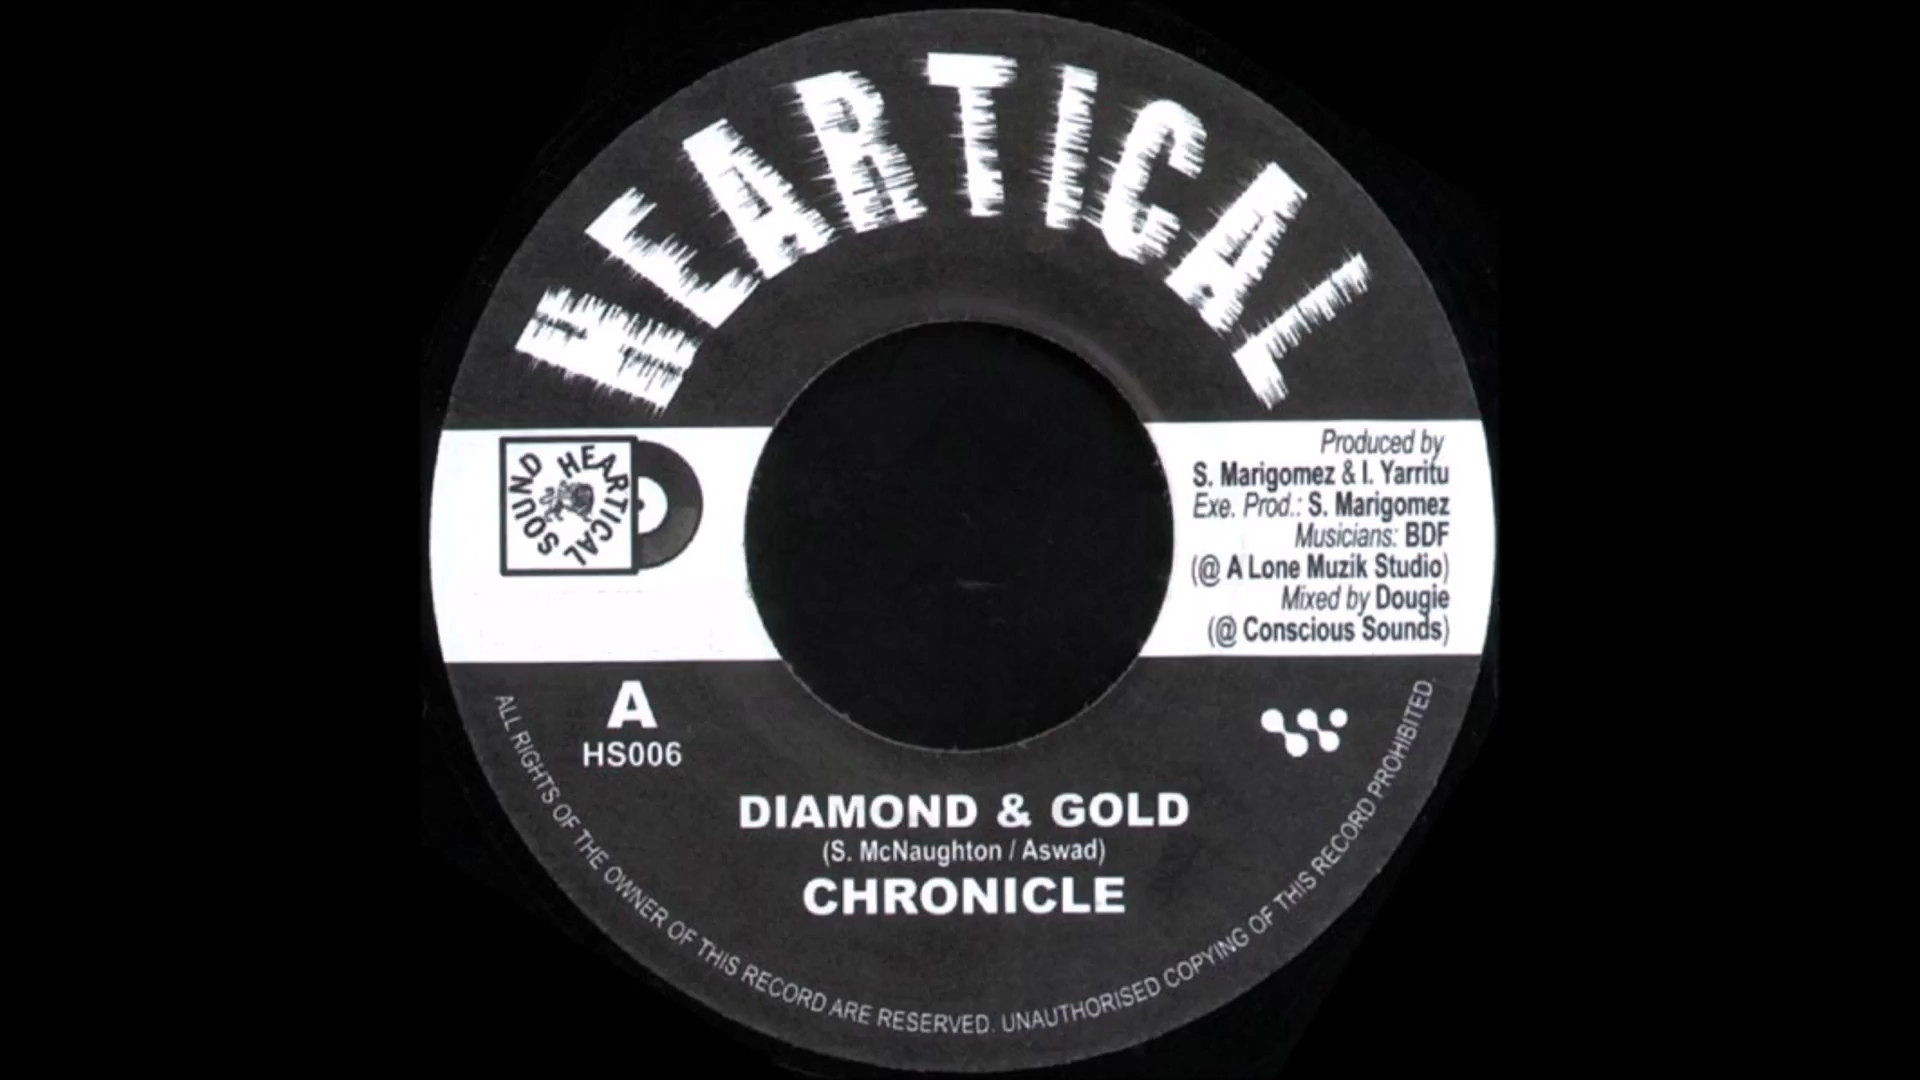 HEARTICAL
HEARTICAL SOUND
Produced by
S. Marigomez & I. Yarritu
Exe. Prod.: S. Marigomez
Musicians: BDF
(@ A Lone Muzik Studio)
Mixed by Dougie
(@ Conscious Sounds)
A
HS006
DIAMOND & GOLD
(S. McNaughton / Aswad)
CHRONICLE
ALL RIGHTS OF THE OWNER OF THIS RECORD ARE RESERVED. UNAUTHORISED COPYING OF THIS RECORD PROHIBITED.